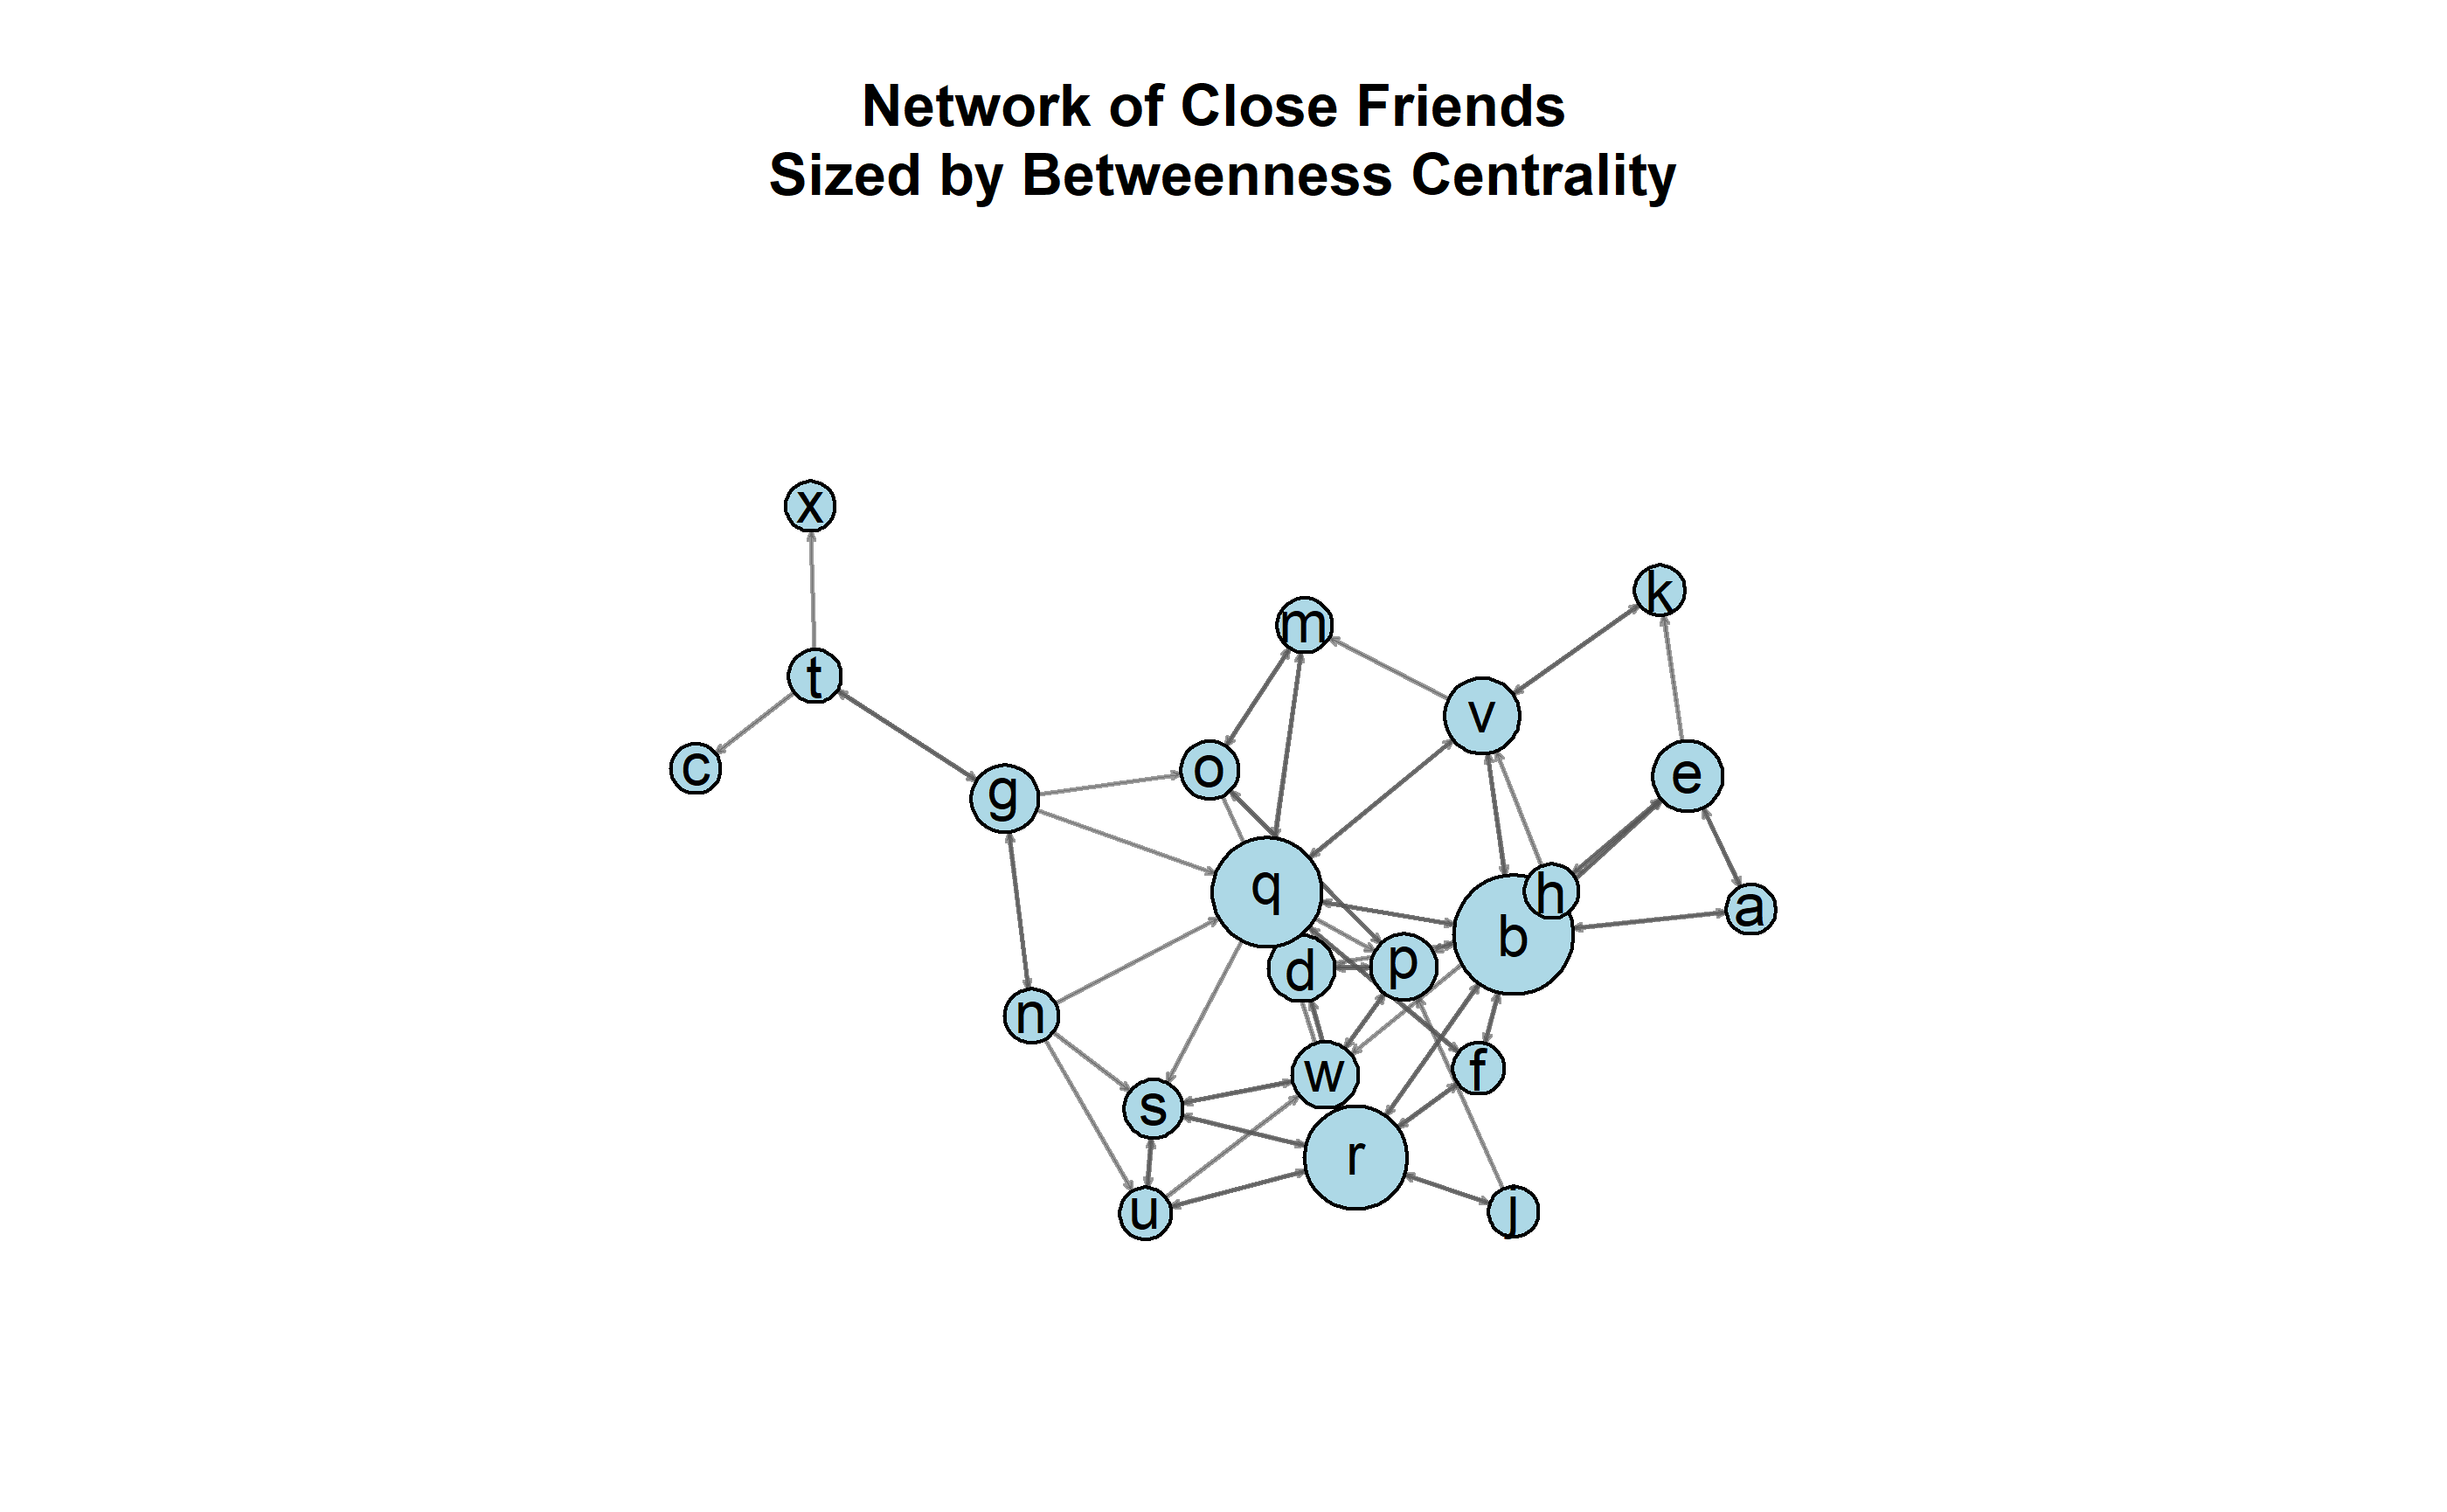 Network of Close Friends
Sized by Betweenness Centrality
x
k
m
t
v
c
o
e
g
q
h
a
b
d
p
n
w
f
s
r
u
j